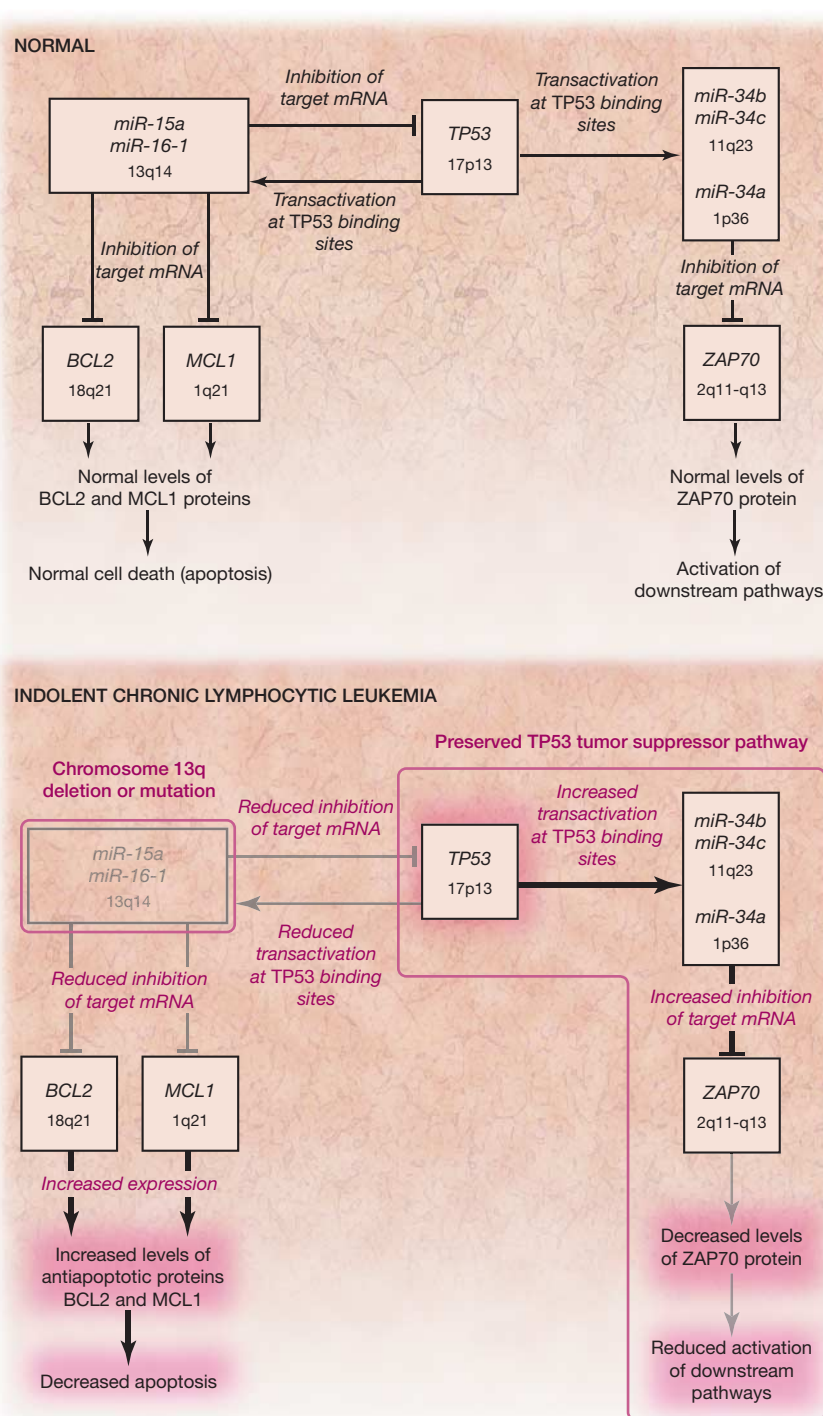 NORMAL
Inhibition of
target mRNA
Transactivation
at TP53 binding
sites
miR-15a
miR-16-1
13q14
TP53
17p13
miR-34b
miR-34c
11q23
miR-34a
1p36
Transactivation
at TP53 binding
sites
Inhibition of
target mRNA
Inhibition of
target mRNA
BCL2
18q21
MCL1
1q21
ZAP70
2q11-q13
Normal levels of
BCL2 and MCL1 proteins
Normal levels of
ZAP70 protein
Normal cell death (apoptosis)
Activation of
downstream pathways
INDOLENT CHRONIC LYMPHOCYTIC LEUKEMIA
Preserved TP53 tumor suppressor pathway
Chromosome 13q
deletion or mutation
Reduced inhibition
of target mRNA
Increased
transactivation
at TP53 binding
sites
miR-15a
miR-16-1
13q14
TP53
17p13
miR-34b
miR-34c
11q23
miR-34a
1p36
Reduced
transactivation
at TP53 binding
sites
Reduced inhibition
of target mRNA
Increased inhibition
of target mRNA
BCL2
18q21
MCL1
1q21
ZAP70
2q11-q13
Increased expression
Increased levels of
antiapoptotic proteins
BCL2 and MCL1
Decreased levels
of ZAP70 protein
Decreased apoptosis
Reduced activation
of downstream
pathways